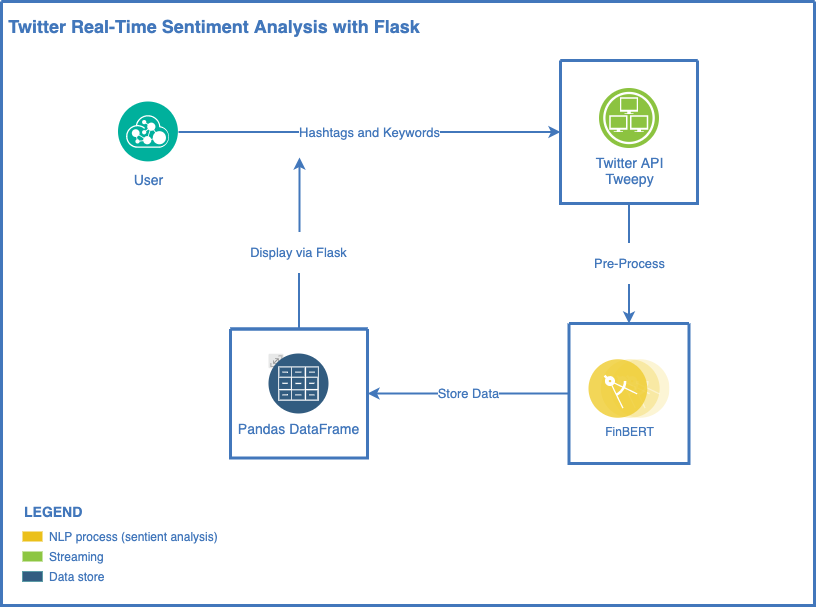 Twitter Real-Time Sentiment Analysis with Flask
Hashtags and Keywords
User
Twitter API
Tweepy
Display via Flask
Pre-Process
Store Data
Pandas DataFrame
FinBERT
LEGEND
NLP process (sentient analysis)
Streaming
Data store